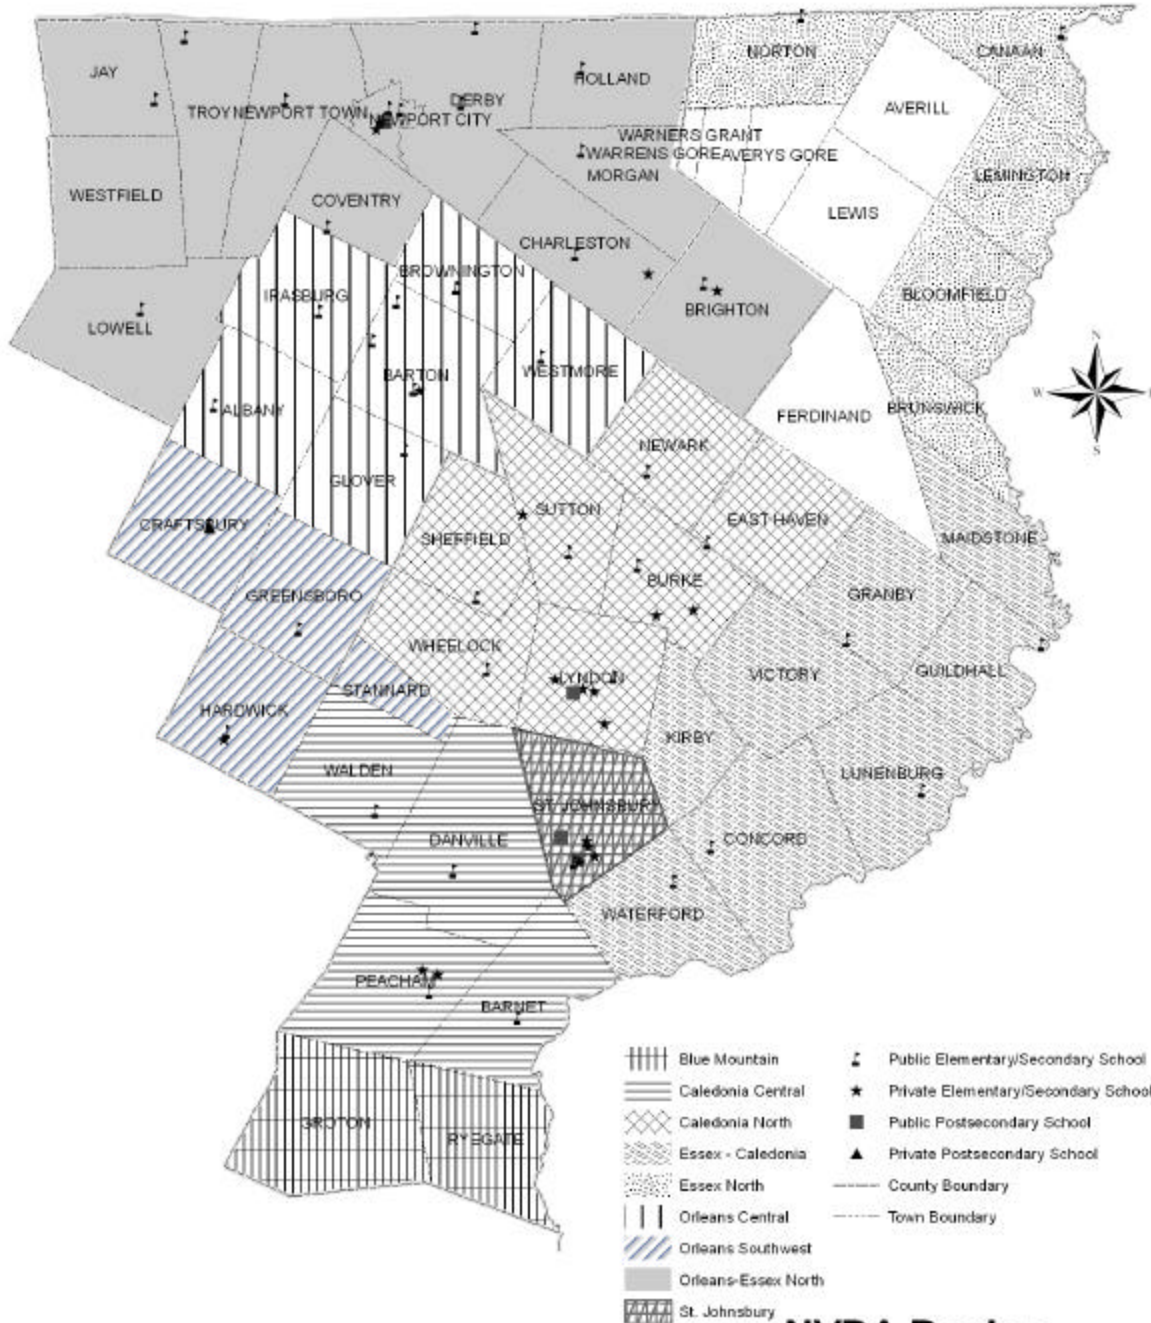 NORTON
CANAAN
JAY
HOLLAND
DERBY
AVERILL
TROY
NEWPORT TOWN
NEWPORT CITY
WARNERS GRANT
WARRENS GORE
AVERYS GORE
MORGAN
LEMINGTON
WESTFIELD
COVENTRY
LEWIS
CHARLESTON
BROWNINGTON
IRASBURG
BLOOMFIELD
BRIGHTON
LOWELL
WESTMORE
BARTON
N
W
S
ALBANY
FERDINAND
BRUNSWICK
NEWARK
GLOVER
SUTTON
EAST HAVEN
CRAFTSBURY
SHEFFIELD
MAIDSTONE
BURKE
GREENSBORO
GRANBY
WHEELOCK
VICTORY
GUILDHALL
LYNDON
STANNARD
HARDWICK
KIRBY
WALDEN
LUNENBURG
ST. JOHNSBURY
DANVILLE
CONCORD
WATERFORD
PEACHAM
BARNET
GROTON
RYEGATE
Blue Mountain
Caledonia Central
Caledonia North
Essex - Caledonia
Essex North
Orleans Central
Orleans Southwest
Orleans-Essex North
St. Johnsbury
Public Elementary/Secondary School
Private Elementary/Secondary School
Public Postsecondary School
Private Postsecondary School
County Boundary
Town Boundary